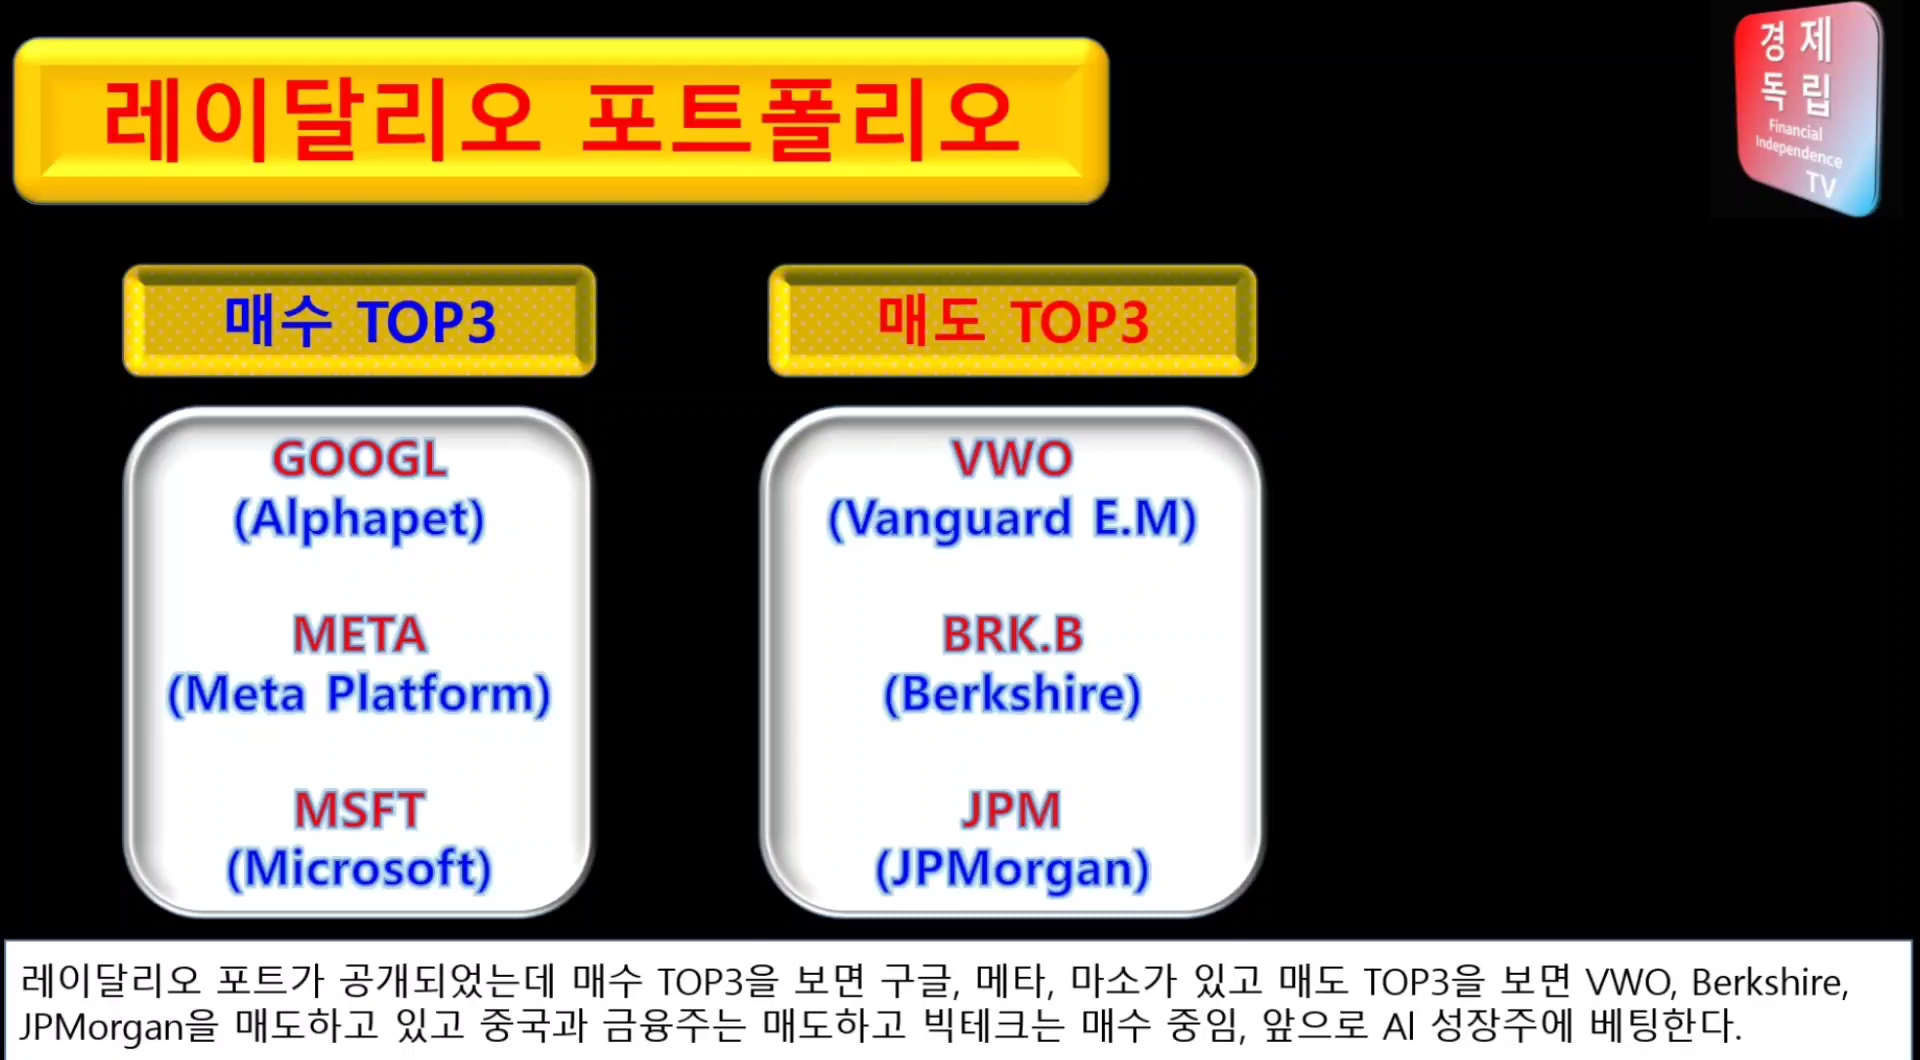 레이달리오 포트폴리오
경제
독립
Financial
Independence
TV
매수 TOP3
GOOGL
(Alphapet)
META
(Meta Platform)
MSFT
(Microsoft)
매도 TOP3
VWO
(Vanguard E.M)
BRK.B
(Berkshire)
JPM
(JPMorgan)
레이달리오 포트가 공개되었는데 매수 TOP3을 보면 구글, 메타, 마소가 있고 매도 TOP3을 보면 VWO, Berkshire,
JPMorgan을 매도하고 있고 중국과 금융주는 매도하고 빅테크는 매수 중임, 앞으로 AI 성장주에 베팅한다.